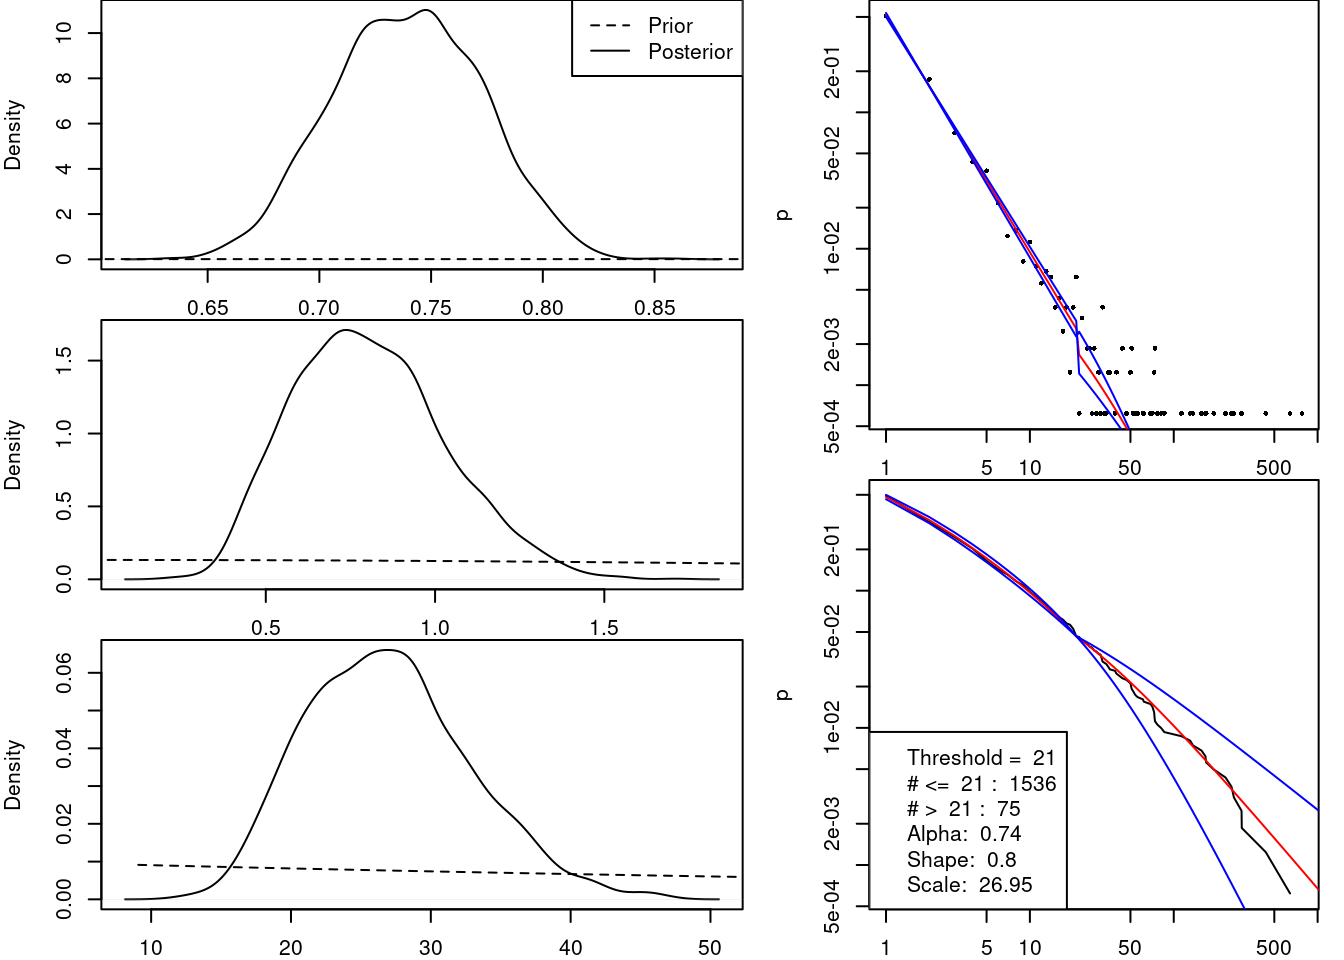 Density
0 2 4 6 8 10
Prior
Posterior
0.65 0.70 0.75 0.80 0.85
Density
0.0 0.5 1.0 1.5
0.5 1.0 1.5
Density
0.00 0.02 0.04 0.06
10 20 30 40 50
p
5e-04 2e-03 1e-02 5e-02 2e-01
1 5 10 50 500
p
5e-04 2e-03 1e-02 5e-02 2e-01
Threshold = 21
# <= 21 : 1536
# > 21 : 75
Alpha: 0.74
Shape: 0.8
Scale: 26.95
1 5 10 50 500